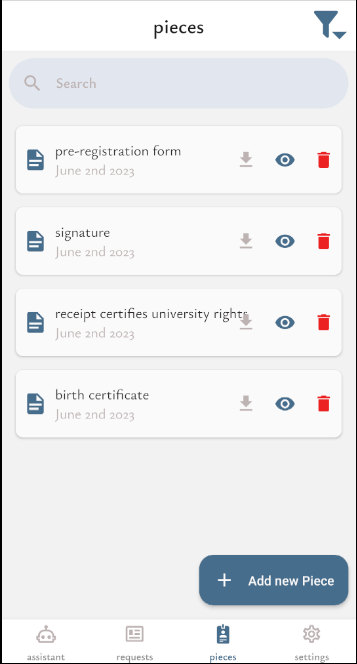 pieces
Search
pre-registration form
June 2nd 2023
signature
June 2nd 2023
receipt certifies university rights
June 2nd 2023
birth certificate
June 2nd 2023
+ Add new Piece
assistant requests pieces settings